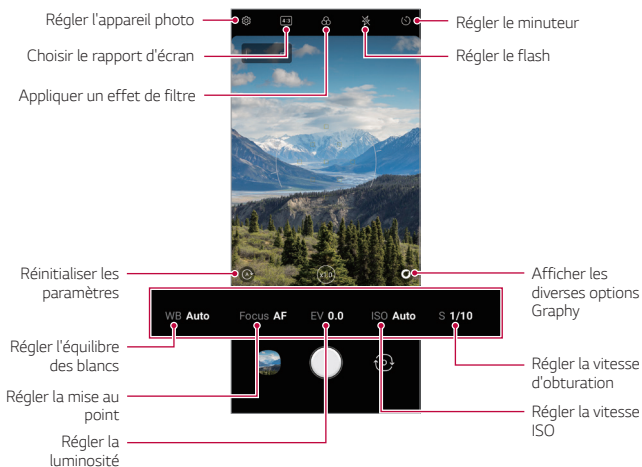 Régler l'appareil photo
Choisir le rapport d'écran
Appliquer un effet de filtre
Régler le minuteur
Régler le flash
4:3
Réinitialiser les
paramètres
Afficher les
diverses options
Graphy
WB Auto Focus AF EV 0.0 ISO Auto S 1/10
Régler l'équilibre
des blancs
Régler la mise au
point
Régler la
luminosité
Régler la vitesse
d'obturation
Régler la vitesse
ISO